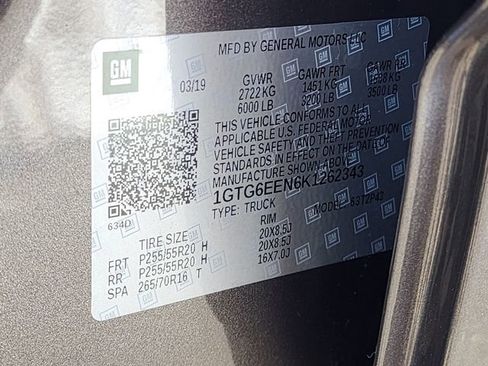 GM
MFD BY GENERAL MOTORS LLC
03/19 GVWR GAWR FRT GAWR RR
2722 KG 1451 KG 1588 KG
6000 LB 3200 LB 3500 LB
THIS VEHICLE CONFORMS TO ALL
APPLICABLE U.S. FEDERAL MOTOR
VEHICLE SAFETY AND THEFT PREVENTION
STANDARDS IN EFFECT ON THE DATE OF
MANUFACTURE SHOWN ABOVE.
1GTG6EEN6K1262343
TYPE: TRUCK MODEL:
634D
TIRE SIZE RIM
FRT P255/55R20 H 20X8.5J
RR P255/55R20 H 20X8.5J
SPA 265/70R16 T 16X7.0J